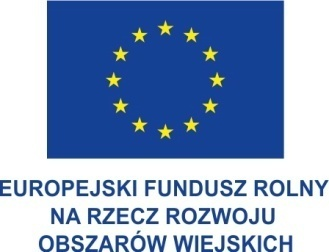 EUROPEJSKI FUNDUSZ ROLNY
NA RZECZ ROZWOJU
OBSZARÓW WIEJSKICH